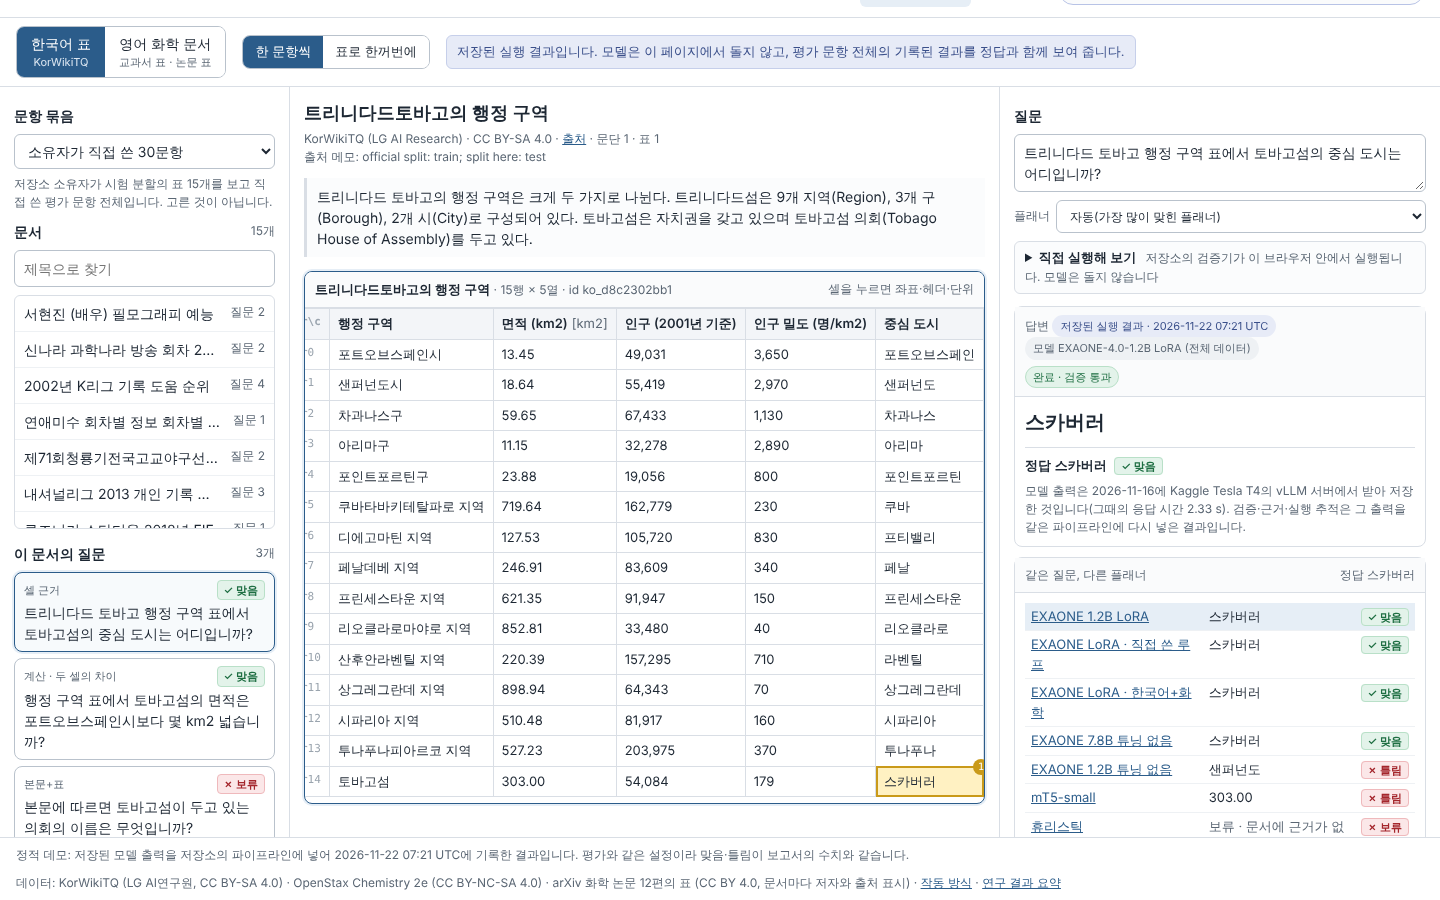 한국어 표
KorWikiTQ
영어 화학 문서
교과서 표 · 논문 표
한 문항씩
표로 한꺼번에
저장된 실행 결과입니다. 모델은 이 페이지에서 돌지 않고, 평가 문항 전체의 기록된 결과를 정답과 함께 보여 줍니다.
문항 묶음
소유자가 직접 쓴 30문항
저장소 소유자가 시험 분할의 표 15개를 보고 직
접 쓴 평가 문항 전체입니다. 고른 것이 아닙니다.
문서 15개
제목으로 찾기
서현진 (배우) 필모그래피 예능 질문 2
신나라 과학나라 방송 회차 2... 질문 2
2002년 K리그 기록 도움 순위 질문 4
연애미수 회차별 정보 회차별 ... 질문 1
제71회청룡기전국고교야구선... 질문 2
내셔널리그 2013 개인 기록 ... 질문 3
이 문서의 질문 3개
셀 근거 ✓ 맞음
트리니다드 토바고 행정 구역 표에서
토바고섬의 중심 도시는 어디입니까?
계산 · 두 셀의 차이 ✓ 맞음
행정 구역 표에서 토바고섬의 면적은
포트오브스페인시보다 몇 km2 넓습니
까?
본문+표 × 보류
본문에 따르면 토바고섬이 두고 있는
의회의 이름은 무엇입니까?
트리니다드토바고의 행정 구역
KorWikiTQ (LG AI Research) · CC BY-SA 4.0 · 출처 · 문단 1 · 표 1
출처 메모: official split: train; split here: test
트리니다드 토바고의 행정 구역은 크게 두 가지로 나뉜다. 트리니다드섬은 9개 지역(Region), 3개 구
(Borough), 2개 시(City)로 구성되어 있다. 토바고섬은 자치권을 갖고 있으며 토바고섬 의회(Tobago
House of Assembly)를 두고 있다.
트리니다드토바고의 행정 구역 · 15행 × 5열 · id ko_d8c2302bb1 셀을 누르면 좌표·헤더·단위
r\c 행정 구역 면적 (km2) [km2] 인구 (2001년 기준) 인구 밀도 (명/km2) 중심 도시
r0 포트오브스페인시 13.45 49,031 3,650 포트오브스페인
r1 샌퍼넌도시 18.64 55,419 2,970 샌퍼넌도
r2 차과나스구 59.65 67,433 1,130 차과나스
r3 아리마구 11.15 32,278 2,890 아리마
r4 포인트포르틴구 23.88 19,056 800 포인트포르틴
r5 쿠바타바키테탈파로 지역 719.64 162,779 230 쿠바
r6 디에고마틴 지역 127.53 105,720 830 프티밸리
r7 페날데베 지역 246.91 83,609 340 페날
r8 프린세스타운 지역 621.35 91,947 150 프린세스타운
r9 리오클라로마야로 지역 852.81 33,480 40 리오클라로
r10 산후안라벤틸 지역 220.39 157,295 710 라벤틸
r11 상그레그란데 지역 898.94 64,343 70 상그레그란데
r12 시파리아 지역 510.48 81,917 160 시파리아
r13 투나푸나피아르코 지역 527.23 203,975 370 투나푸나
r14 토바고섬 303.00 54,084 179 스카버러
1
질문
트리니다드 토바고 행정 구역 표에서 토바고섬의 중심 도시는
어디입니까?
플래너 자동(가장 많이 맞힌 플래너)
▶ 직접 실행해 보기 저장소의 검증기가 이 브라우저 안에서 실행됩니
다. 모델은 돌지 않습니다
답변 저장된 실행 결과 · 2026-11-22 07:21 UTC
모델 EXAONE-4.0-1.2B LoRA (전체 데이터)
완료 · 검증 통과
스카버러
정답 스카버러 ✓ 맞음
모델 출력은 2026-11-16에 Kaggle Tesla T4의 vLLM 서버에서 받아 저장
한 것입니다(그때의 응답 시간 2.33 s). 검증·근거·실행 추적은 그 출력을
같은 파이프라인에 다시 넣은 결과입니다.
같은 질문, 다른 플래너 정답 스카버러
EXAONE 1.2B LoRA 스카버러 ✓ 맞음
EXAONE LoRA · 직접 쓴 루
프 스카버러 ✓ 맞음
EXAONE LoRA · 한국어+화
학 스카버러 ✓ 맞음
EXAONE 7.8B 튜닝 없음 스카버러 ✓ 맞음
EXAONE 1.2B 튜닝 없음 샌퍼넌도 × 틀림
mT5-small 303.00 × 틀림
휴리스틱 보류 · 문서에 근거가 없 × 보류
정적 데모: 저장된 모델 출력을 저장소의 파이프라인에 넣어 2026-11-22 07:21 UTC에 기록한 결과입니다. 평가와 같은 설정이라 맞음·틀림이 보고서의 수치와 같습니다.
데이터: KorWikiTQ (LG AI연구원, CC BY-SA 4.0) · OpenStax Chemistry 2e (CC BY-NC-SA 4.0) · arXiv 화학 논문 12편의 표 (CC BY 4.0, 문서마다 저자와 출처 표시) · 작동 방식 · 연구 결과 요약